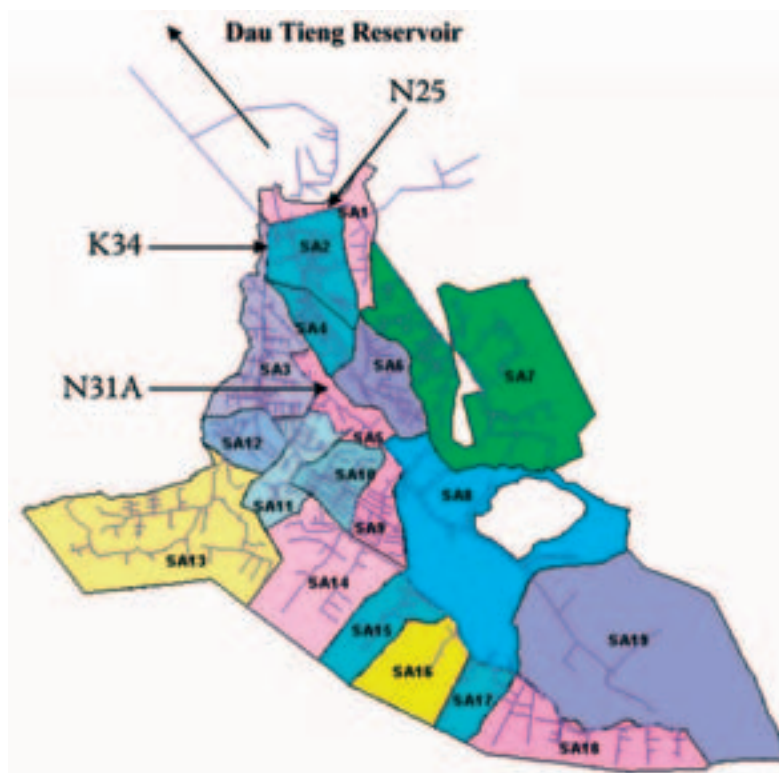 Dau Tieng Reservoir
N25
SA1
K34
SA2
SA4
SA6
SA3
N31A
SA7
SA5
SA12
SA10
SA8
SA11
SA9
SA13
SA14
SA15
SA19
SA16
SA17
SA18